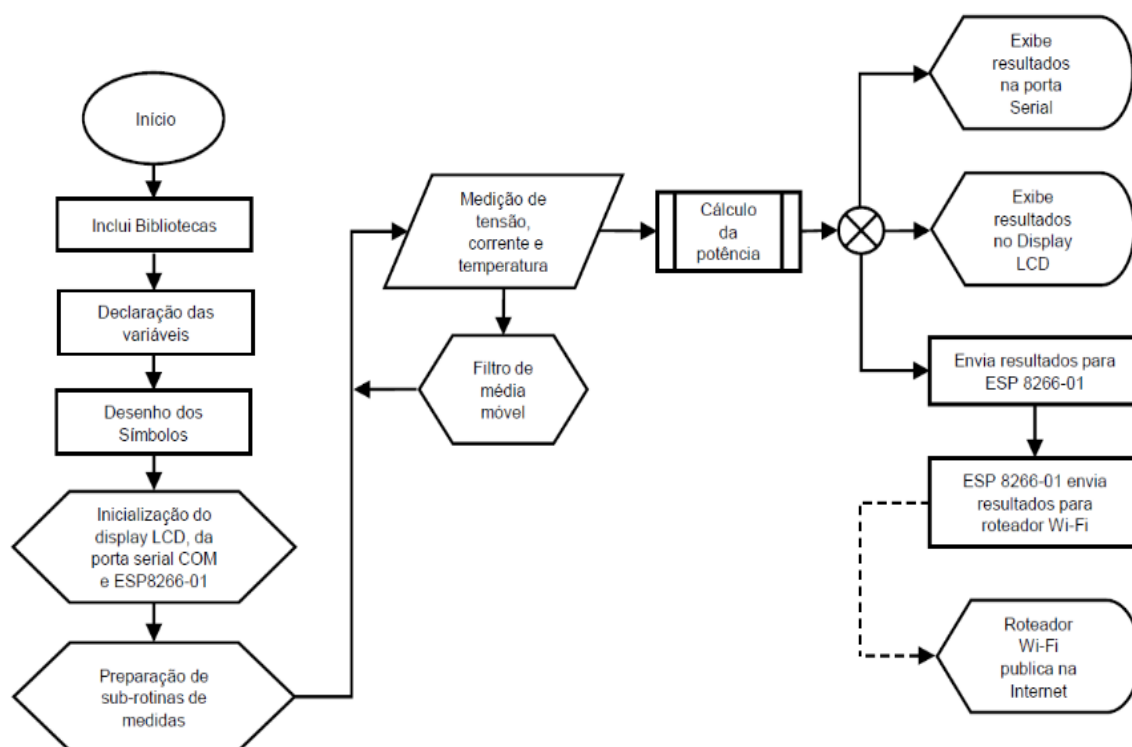 Início
Inclui Bibliotecas
Declaração das
variáveis
Desenho dos
Símbolos
Inicialização do
display LCD, da
porta serial COM
e ESP8266-01
Preparação de
sub-rotinas de
medidas
Medição de
tensão,
corrente e
temperatura
Filtro de
média
móvel
Cálculo
da
potência
Exibe
resultados
na porta
Serial
Exibe
resultados
no Display
LCD
Envia resultados para
ESP 8266-01
ESP 8266-01 envia
resultados para
roteador Wi-Fi
Roteador
Wi-Fi
publica na
Internet